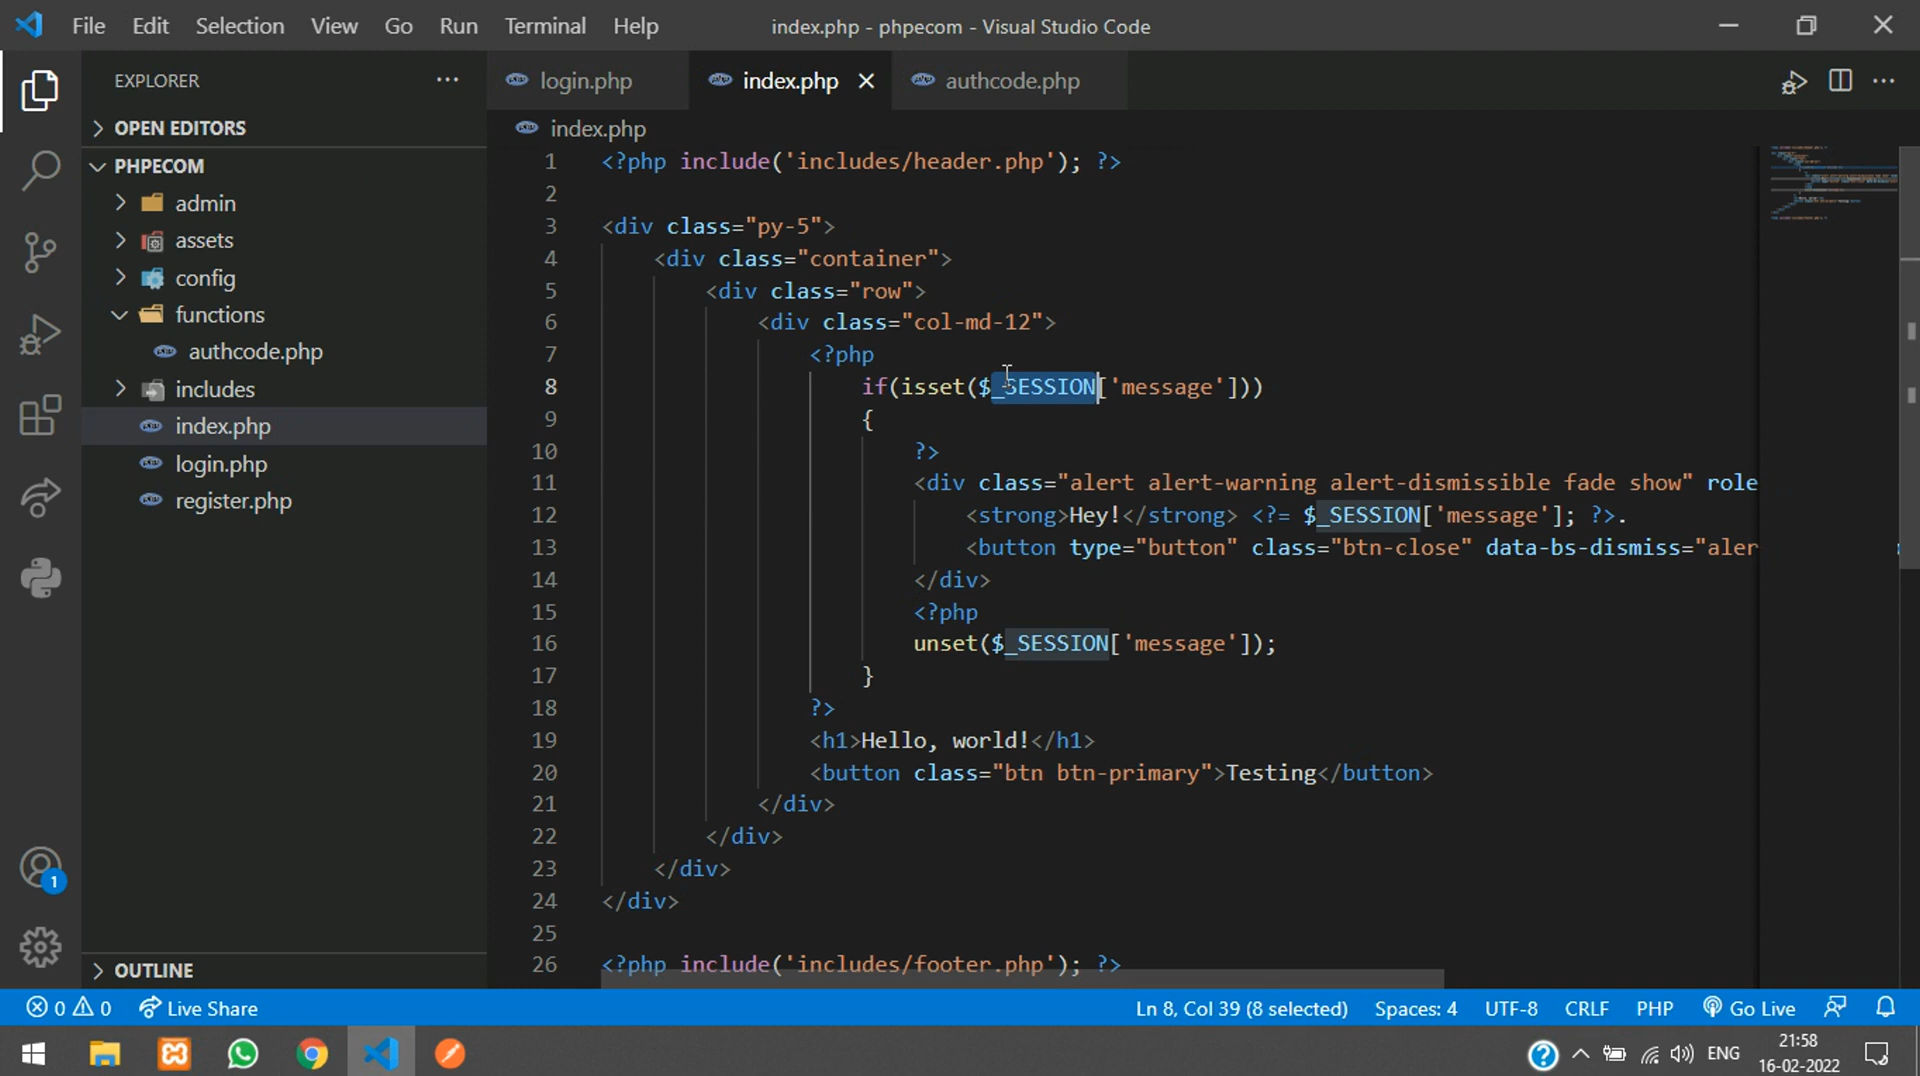 File Edit Selection View Go Run Terminal Help index.php - phpecom - Visual Studio Code
EXPLORER
OPEN EDITORS
PHPECOM
admin
assets
config
functions
authcode.php
includes
index.php
login.php
register.php
OUTLINE
login.php index.php authcode.php
index.php
1 <?php include('includes/header.php'); ?>
2
3 <div class="py-5">
4 <div class="container">
5 <div class="row">
6 <div class="col-md-12">
7 <?php
8 if(isset($_SESSION['message']))
9 {
10 ?>
11 <div class="alert alert-warning alert-dismissible fade show" role
12 <strong>Hey!</strong> <?= $_SESSION['message']; ?>.
13 <button type="button" class="btn-close" data-bs-dismiss="aler
14 </div>
15 <?php
16 unset($_SESSION['message']);
17 }
18 ?>
19 <h1>Hello, world!</h1>
20 <button class="btn btn-primary">Testing</button>
21 </div>
22 </div>
23 </div>
24 </div>
25
26 <?php include('includes/footer.php'); ?>
1
0 0 Live Share Ln 8, Col 39 (8 selected) Spaces: 4 UTF-8 CRLF PHP Go Live
ENG
21:58
16-02-2022